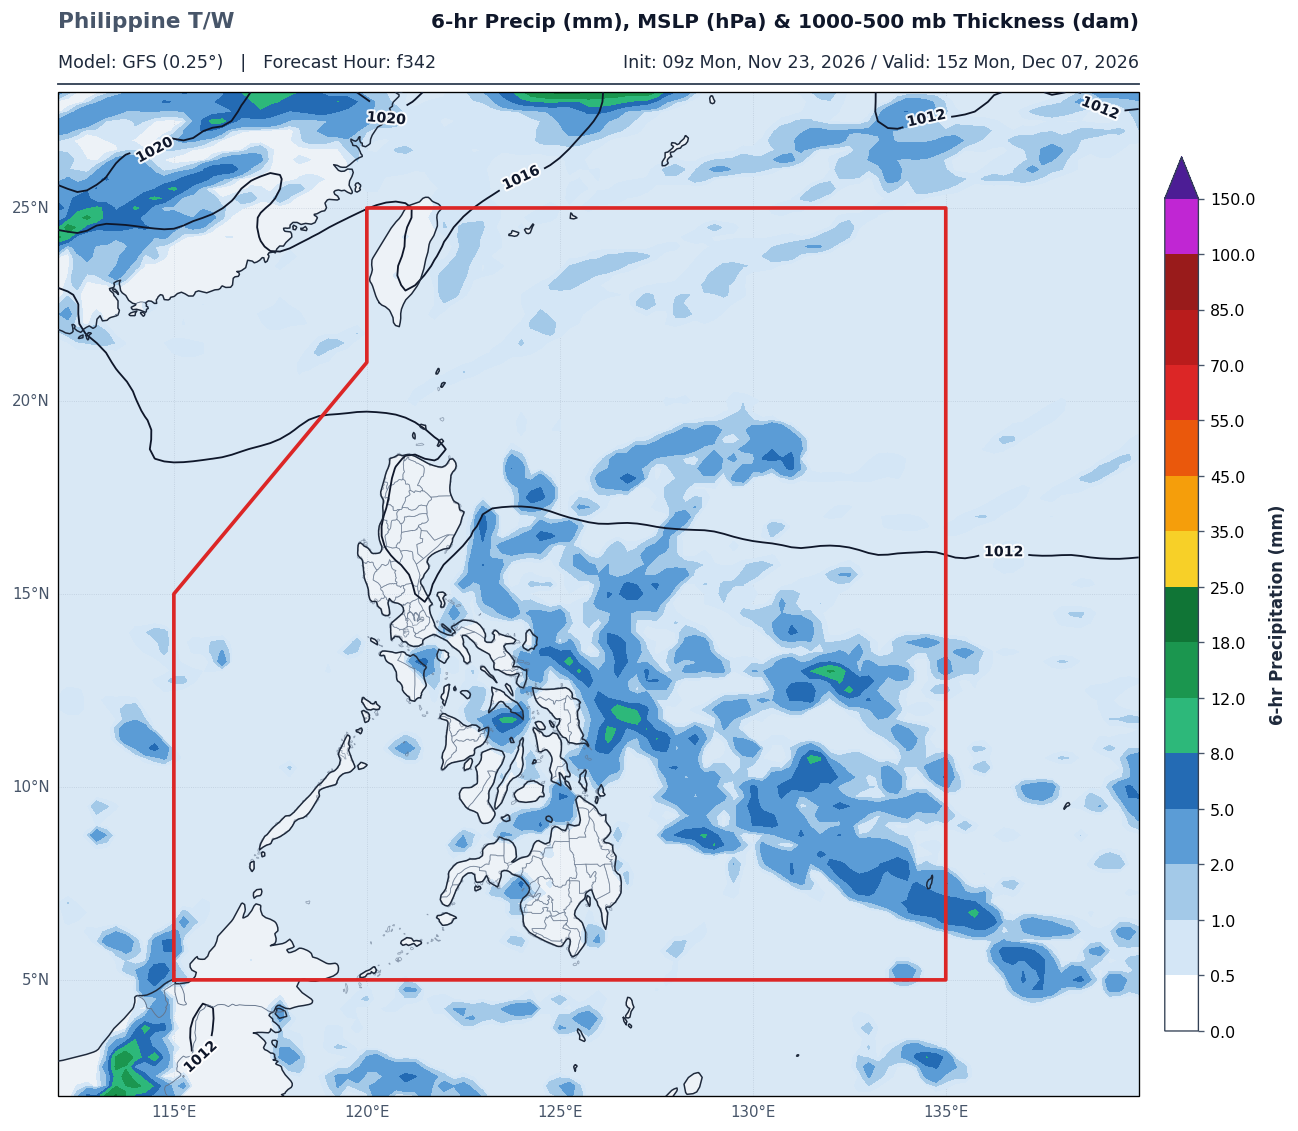 Philippine T/W
6-hr Precip (mm), MSLP (hPa) & 1000-500 mb Thickness (dam)
Model: GFS (0.25°) | Forecast Hour: f342
Init: 09z Mon, Nov 23, 2026 / Valid: 15z Mon, Dec 07, 2026
1020
1020
1016
1012
1012
1012
1012
25°N
20°N
15°N
10°N
5°N
115°E
120°E
125°E
130°E
135°E
150.0
100.0
85.0
70.0
55.0
45.0
35.0
25.0
18.0
12.0
8.0
5.0
2.0
1.0
0.5
0.0
6-hr Precipitation (mm)